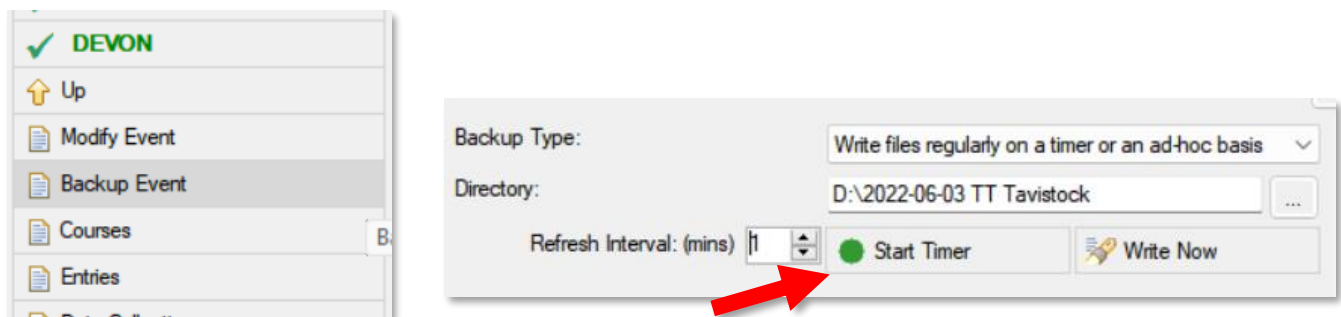 DEVON
Up
Modify Event
Backup Event
Courses
Entries
Backup Type:
Write files regularly on a timer or an ad-hoc basis
Directory:
D:\2022-06-03 TT Tavistock
...
Refresh Interval: (mins) 1
Start Timer
Write Now